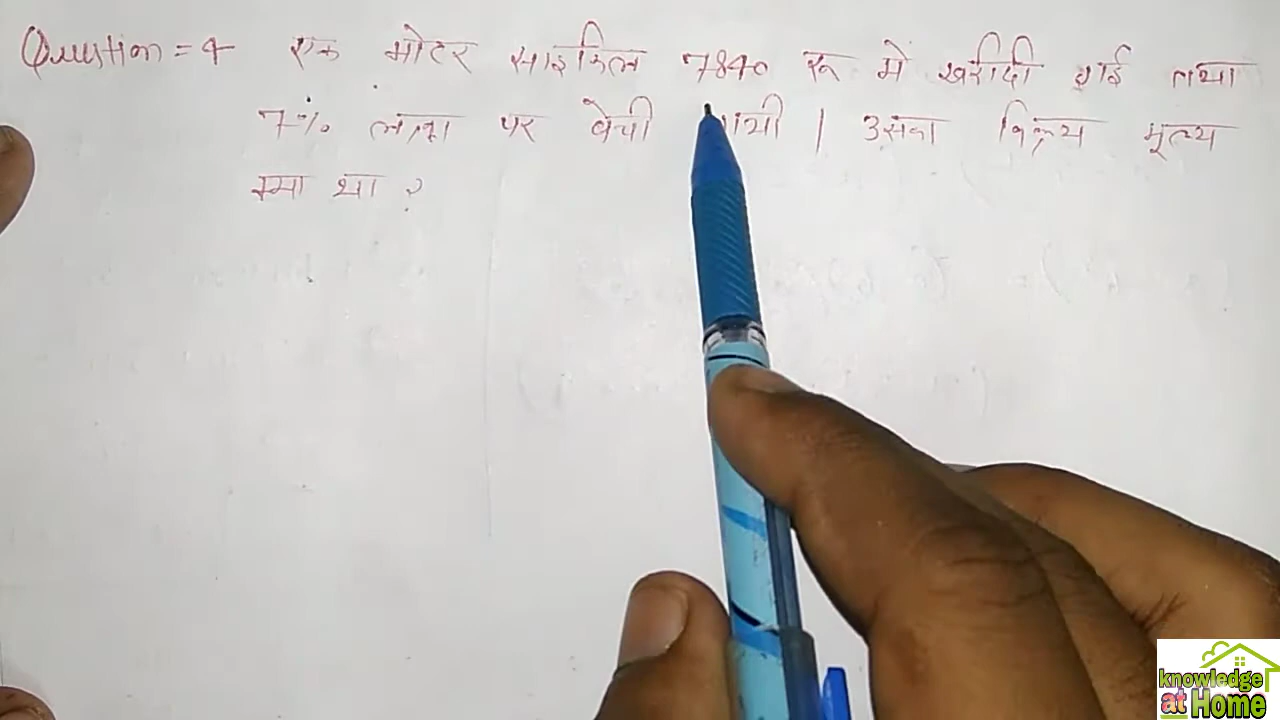 Question = 4 एक मोटर साइकिल 7840 रू में खरीदी गई तथा
7% लाभ पर बेची गयी | उसका विक्रय मूल्य
क्या था ?
knowledge
at Home